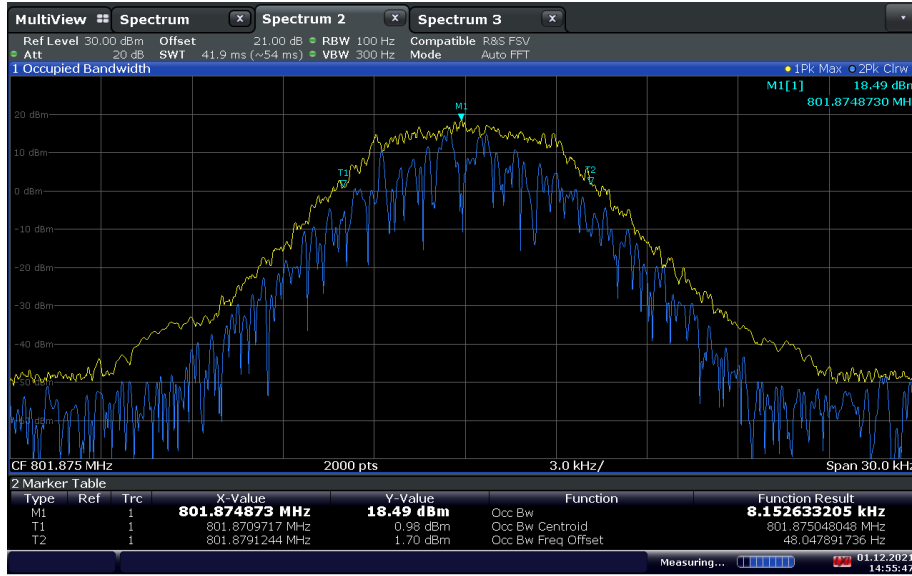 MultiView Spectrum X Spectrum 2 X Spectrum 3 X
Ref Level 30.00 dBm Offset 21.00 dB RBW 100 Hz Compatible R&S FSV
Att 20 dB SWT 41.9 ms (~54 ms) VBW 300 Hz Mode Auto FFT
1 Occupied Bandwidth 1Pk Max 2Pk Clrw
M1[1] 18.49 dBm
801.8748730 MH
M1
20 dBm
10 dBm
T1
T2
0 dBm
-10 dBm
-20 dBm
-30 dBm
-40 dBm
-50 dBm
CF 801.875 MHz 2000 pts 3.0 kHz/ Span 30.0 kHz
2 Marker Table
Type Ref Trc X-Value Y-Value Function Function Result
M1 1 801.874873 MHz 18.49 dBm Occ Bw 8.152633205 kHz
T1 1 801.8709717 MHz 0.98 dBm Occ Bw Centroid 801.875048048 MHz
T2 1 801.8791244 MHz 1.70 dBm Occ Bw Freq Offset 48.047891736 Hz
Measuring... 01.12.2021
14:55:47